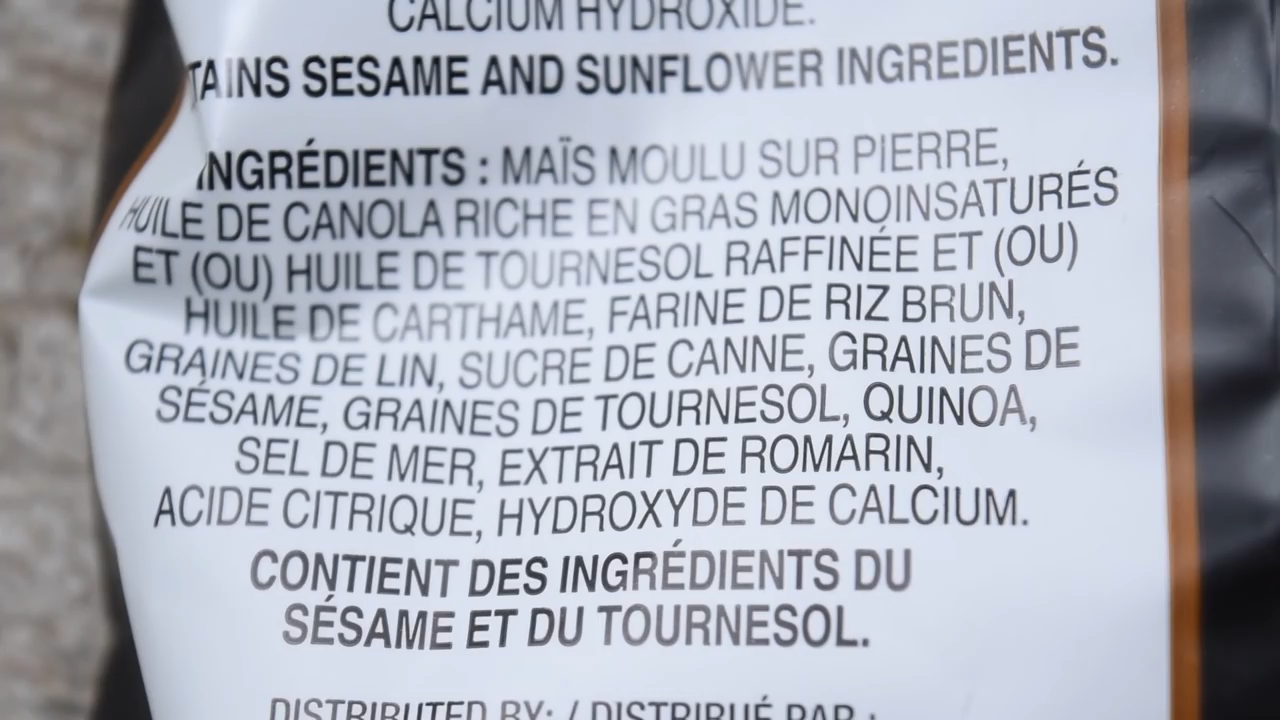 CALCIUM HYDROXIDE.
TAINS SESAME AND SUNFLOWER INGREDIENTS.
INGRÉDIENTS : MAÏS MOULU SUR PIERRE,
HUILE DE CANOLA RICHE EN GRAS MONOINSATURÉS
ET (OU) HUILE DE TOURNESOL RAFFINÉE ET (OU)
HUILE DE CARTHAME, FARINE DE RIZ BRUN,
GRAINES DE LIN, SUCRE DE CANNE, GRAINES DE
SÉSAME, GRAINES DE TOURNESOL, QUINOA,
SEL DE MER, EXTRAIT DE ROMARIN,
ACIDE CITRIQUE, HYDROXYDE DE CALCIUM.
CONTIENT DES INGRÉDIENTS DU
SÉSAME ET DU TOURNESOL.
DISTRIBUTED BY: / DISTRIBUÉ PAR :